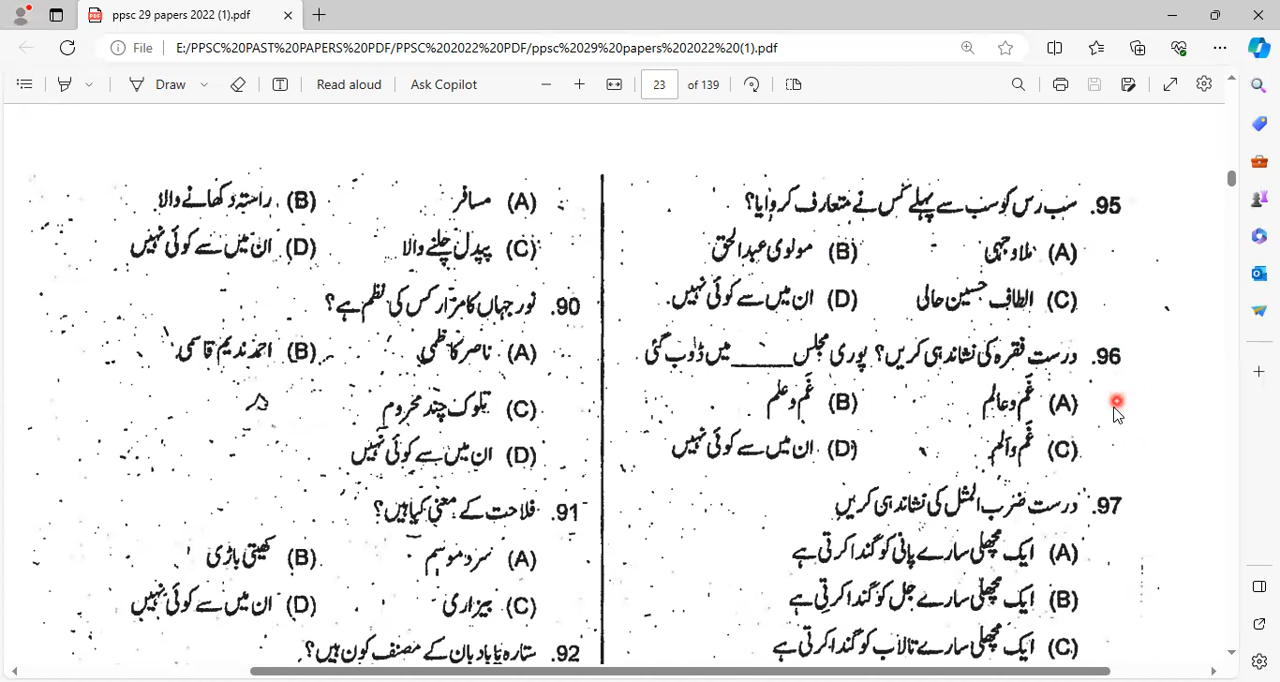 ppsc 29 papers 2022 (1).pdf
File E:/PPSC%20PAST%20PAPERS%20PDF/PPSC%202022%20PDF/ppsc%2029%20papers%202022%20(1).pdf
Draw Read aloud Ask Copilot 23 of 139
(A) مسافر (B) راستہ دکھانے والا
(C) پیدل چلنے والا (D) ان میں سے کوئی نہیں
90. نور جہاں کا مزار کس کی نظم ہے؟
(A) ناصر کاظمی (B) احمد ندیم قاسمی
(C) تلوک چند محروم
(D) ان میں سے کوئی نہیں
91. فلاحت کے معنی کیا ہیں؟
(A) سرد موسم (B) کھیتی باڑی
(C) بیزاری (D) ان میں سے کوئی نہیں
92. ستارہ یا بادبان کے مصنف کون ہیں؟
95. سب رس کو سب سے پہلے کس نے متعارف کروایا؟
(A) ملا وجہی (B) مولوی عبدالحق
(C) الطاف حسین حالی (D) ان میں سے کوئی نہیں
96. درست فقرہ کی نشاندہی کریں؟ پوری مجلس ______ میں ڈوب گئی
(A) غم و عالم (B) غم و علم
(C) غم و الم (D) ان میں سے کوئی نہیں
97. درست ضرب المثل کی نشاندہی کریں
(A) ایک مچھلی سارے پانی کو گندا کرتی ہے
(B) ایک مچھلی سارے جل کو گندا کرتی ہے
(C) ایک مچھلی سارے تالاب کو گندا کرتی ہے